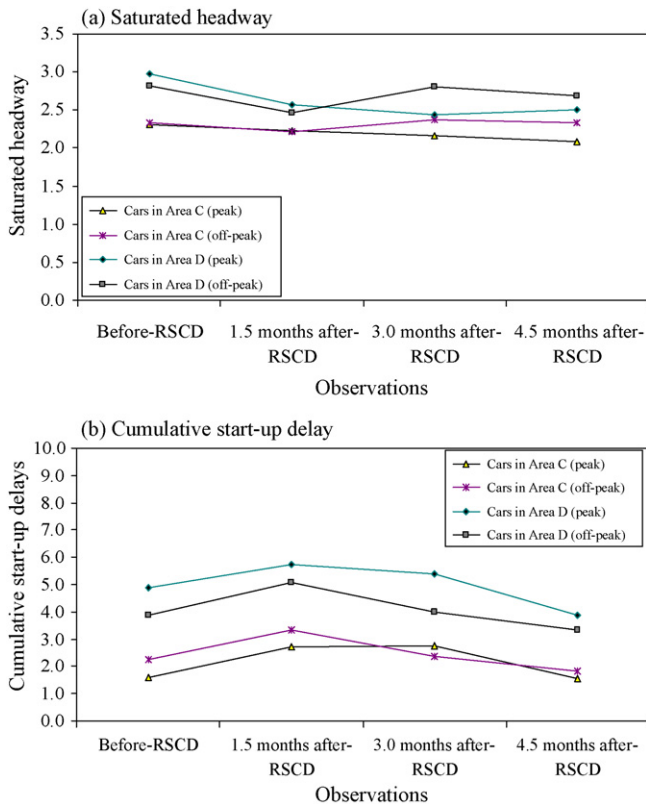 (a) Saturated headway
3.5
3.0
2.5
2.0
1.5
1.0
0.5
0.0
Saturated headway
Cars in Area C (peak)
Cars in Area C (off-peak)
Cars in Area D (peak)
Cars in Area D (off-peak)
Before-RSCD
1.5 months after-
RSCD
3.0 months after-
RSCD
4.5 months after-
RSCD
Observations
(b) Cumulative start-up delay
10.0
9.0
8.0
7.0
6.0
5.0
4.0
3.0
2.0
1.0
0.0
Cumulative start-up delays
Cars in Area C (peak)
Cars in Area C (off-peak)
Cars in Area D (peak)
Cars in Area D (off-peak)
Before-RSCD
1.5 months after-
RSCD
3.0 months after-
RSCD
4.5 months after-
RSCD
Observations